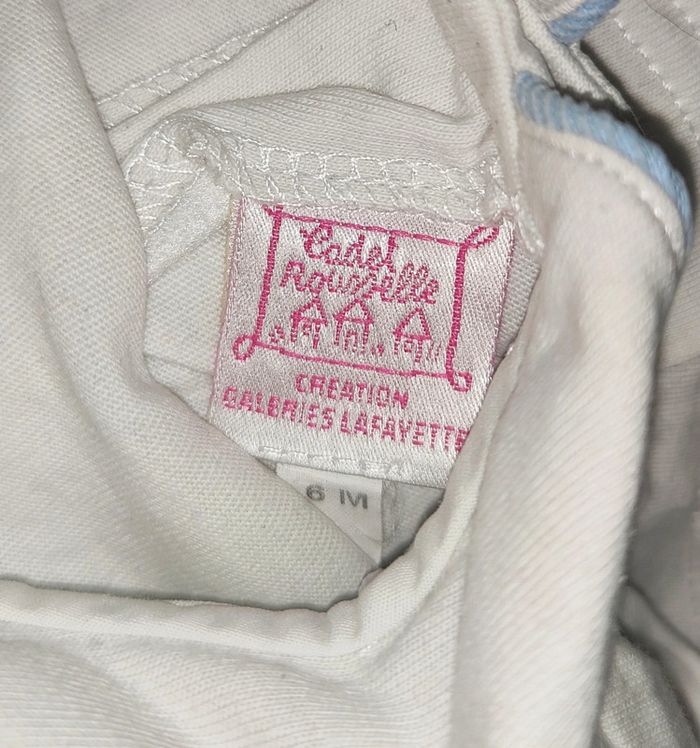 Cadet
Rousselle
CREATION
GALERIES LAFAYETTE
6 M